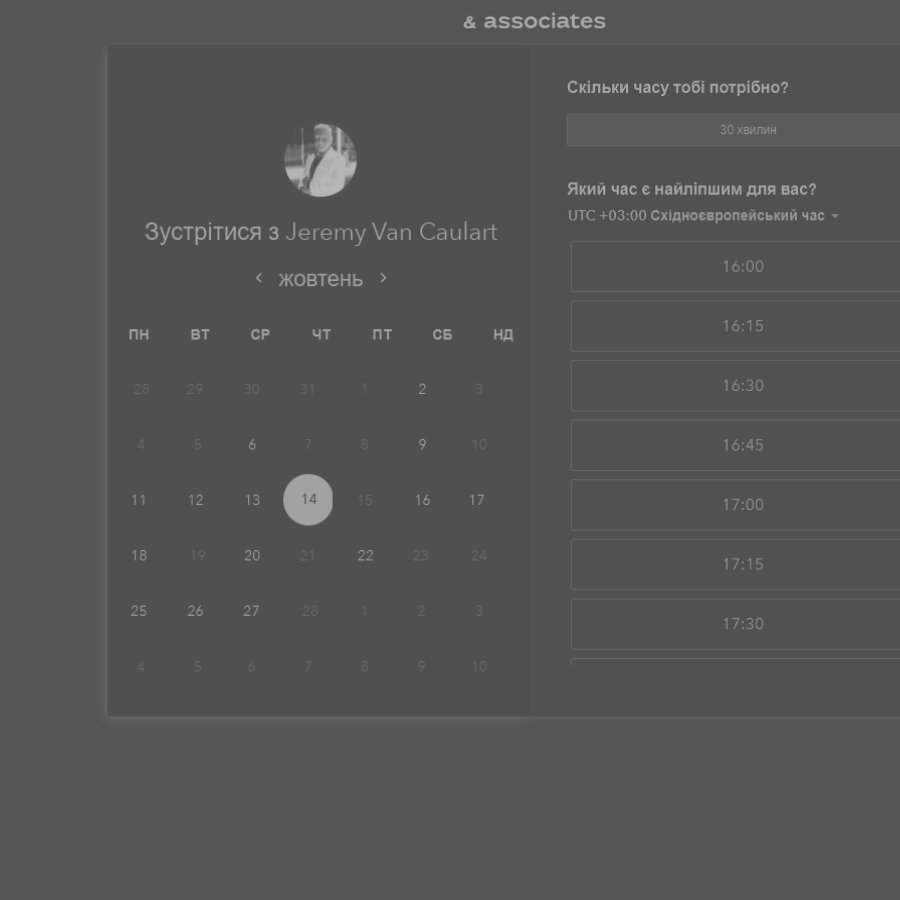 & associates
Зустрітися з Jeremy Van Caulart
жовтень
ПН ВТ СР ЧТ ПТ СБ НД
28 29 30 31 1 2 3
4 5 6 7 8 9 10
11 12 13 14 15 16 17
18 19 20 21 22 23 24
25 26 27 28 1 2 3
4 5 6 7 8 9 10
Скільки часу тобі потрібно?
30 хвилин
Який час є найліпшим для вас?
UTC +03:00 Східноєвропейський час
16:00
16:15
16:30
16:45
17:00
17:15
17:30